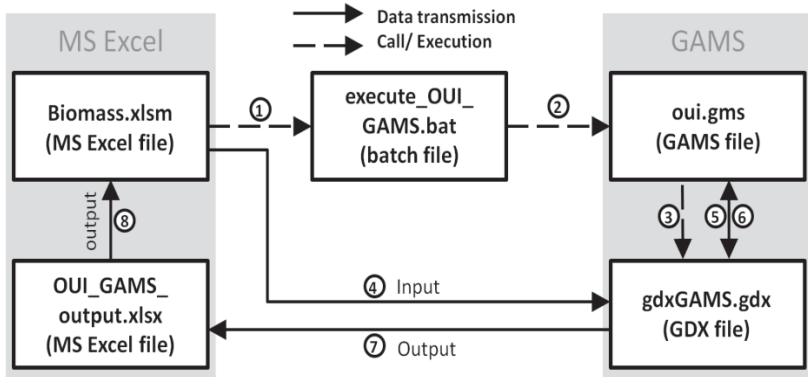 Data transmission
Call/ Execution
MS Excel
GAMS
Biomass.xlsm
(MS Excel file)
①
execute_OUI_
GAMS.bat
(batch file)
②
oui.gms
(GAMS file)
③
⑤
⑥
output
⑧
④ Input
OUI_GAMS_
output.xlsx
(MS Excel file)
gdxGAMS.gdx
(GDX file)
⑦ Output